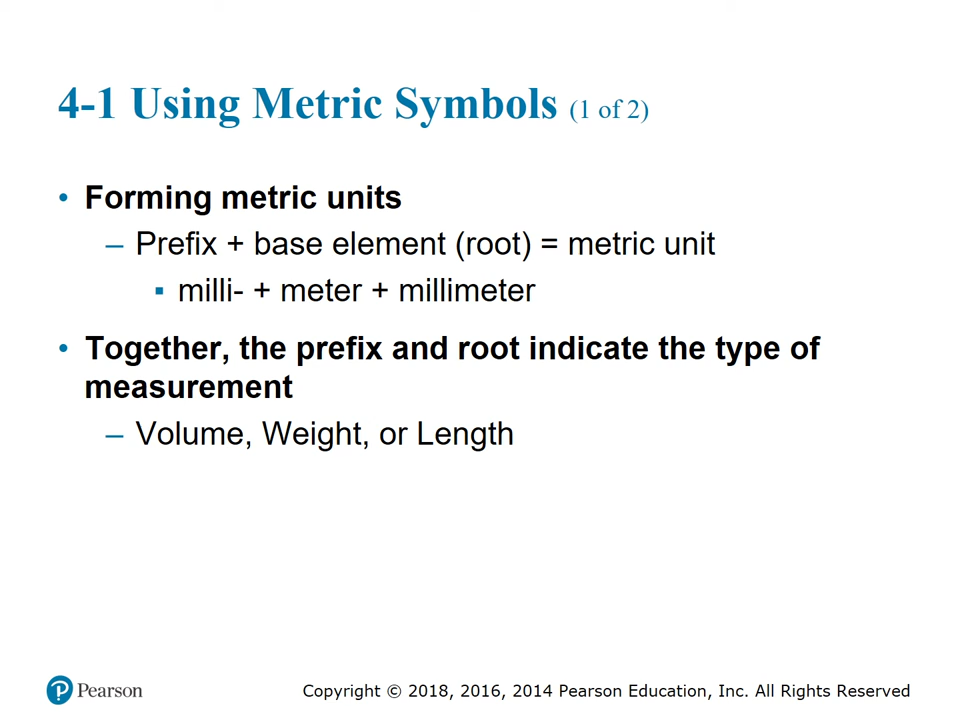 4-1 Using Metric Symbols (1 of 2)
• Forming metric units
– Prefix + base element (root) = metric unit
▪ milli- + meter + millimeter
• Together, the prefix and root indicate the type of
measurement
– Volume, Weight, or Length
Pearson
Copyright © 2018, 2016, 2014 Pearson Education, Inc. All Rights Reserved